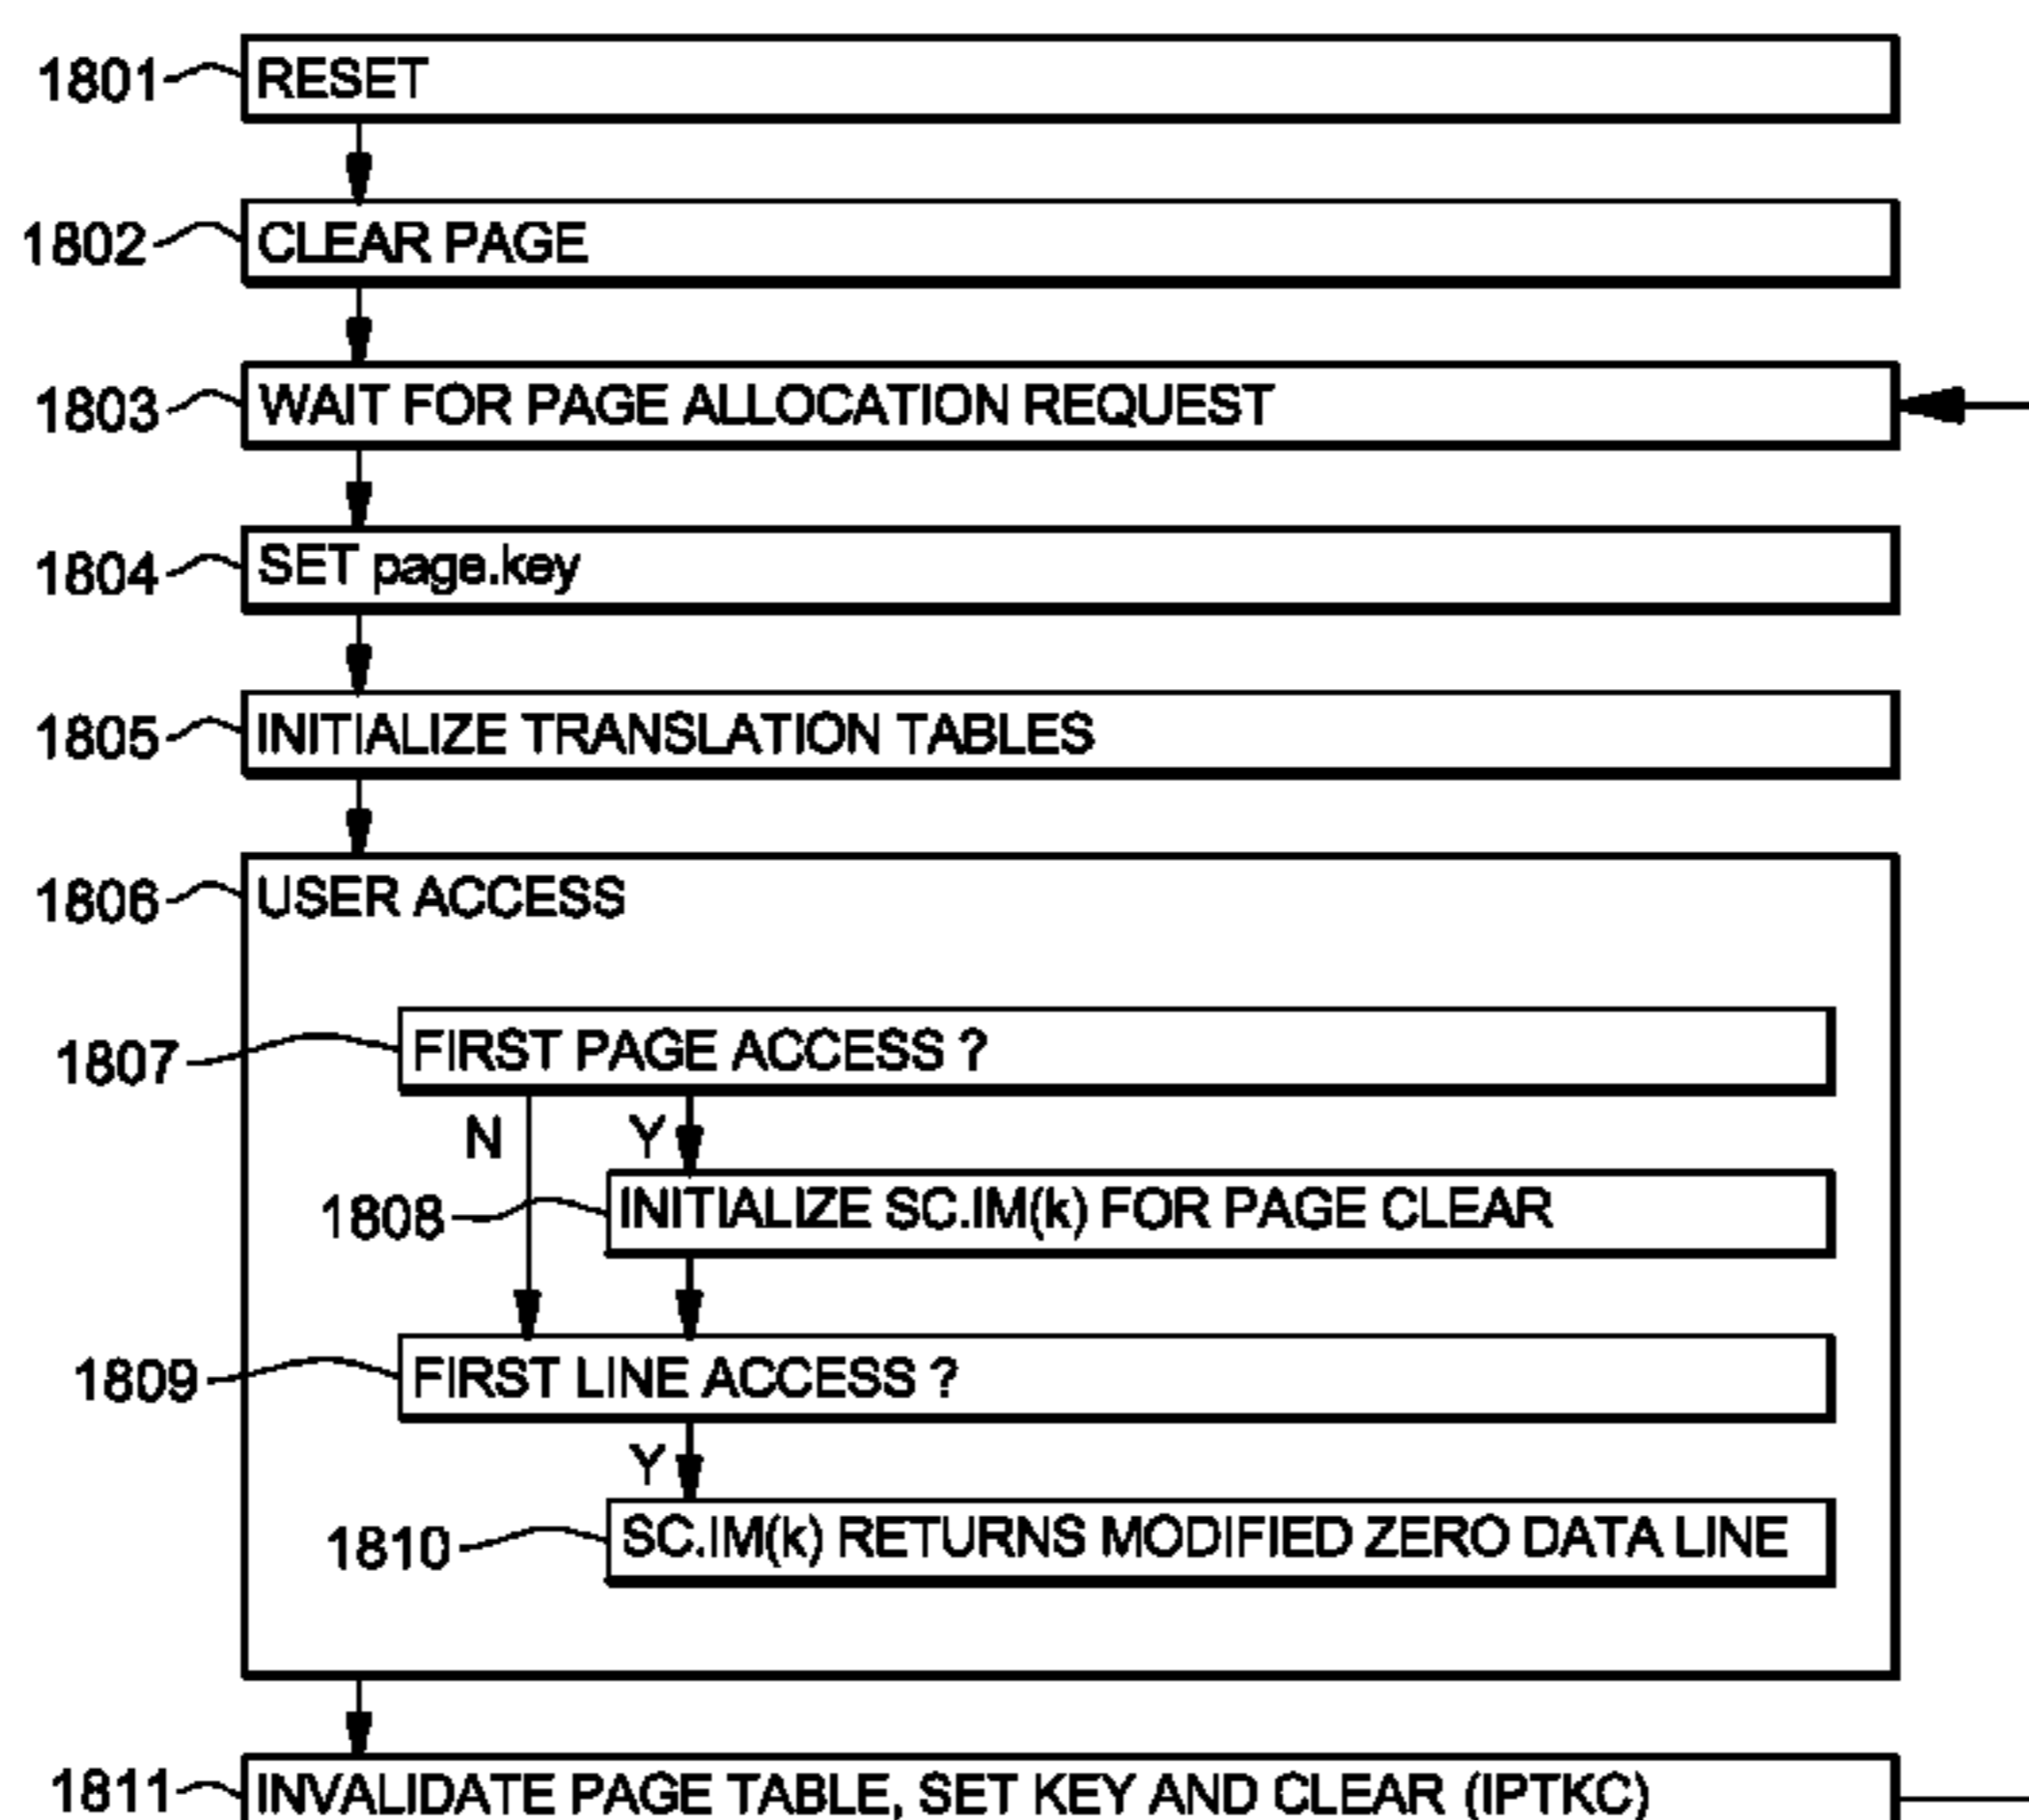 1801 RESET
1802 CLEAR PAGE
1803 WAIT FOR PAGE ALLOCATION REQUEST
1804 SET page.key
1805 INITIALIZE TRANSLATION TABLES
1806 USER ACCESS
1807 FIRST PAGE ACCESS ?
N Y
1808 INITIALIZE SC.IM(k) FOR PAGE CLEAR
1809 FIRST LINE ACCESS ?
Y
1810 SC.IM(k) RETURNS MODIFIED ZERO DATA LINE
1811 INVALIDATE PAGE TABLE, SET KEY AND CLEAR (IPTKC)